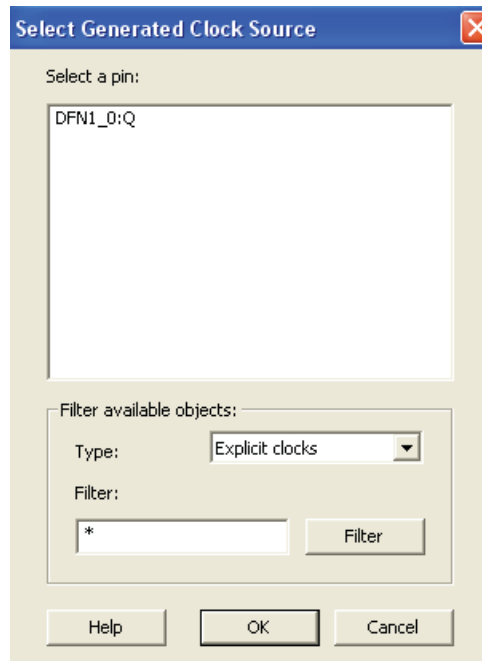 Select Generated Clock Source
Select a pin:
DFN1_0:Q
Filter available objects:
Type:
Explicit clocks
Filter:
*
Filter
Help
OK
Cancel